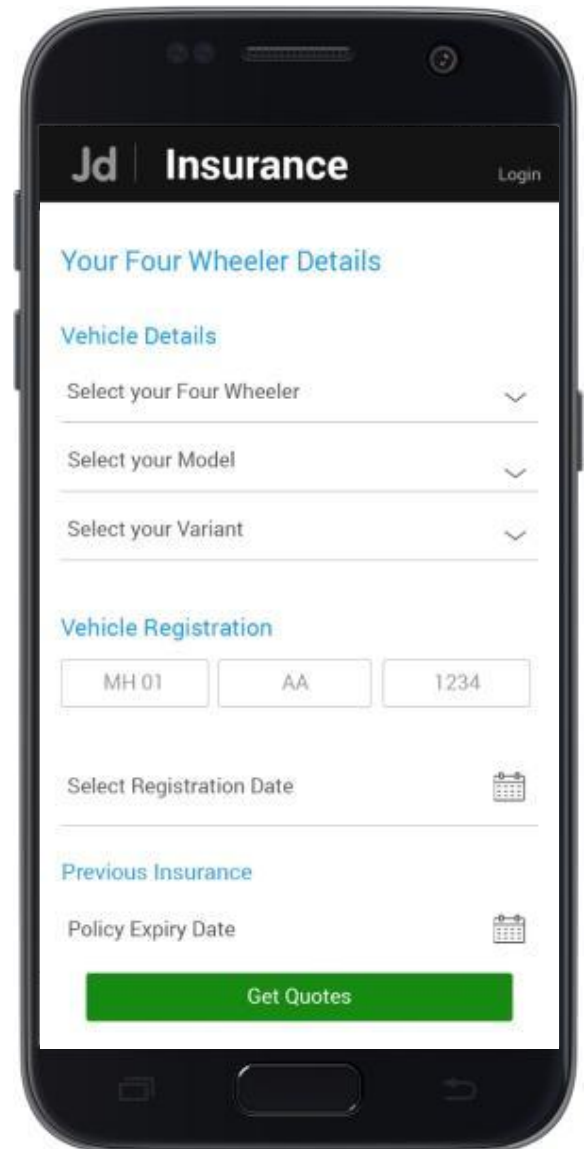 Jd Insurance Login
Your Four Wheeler Details
Vehicle Details
Select your Four Wheeler
Select your Model
Select your Variant
Vehicle Registration
MH 01 AA 1234
Select Registration Date
Previous Insurance
Policy Expiry Date
Get Quotes